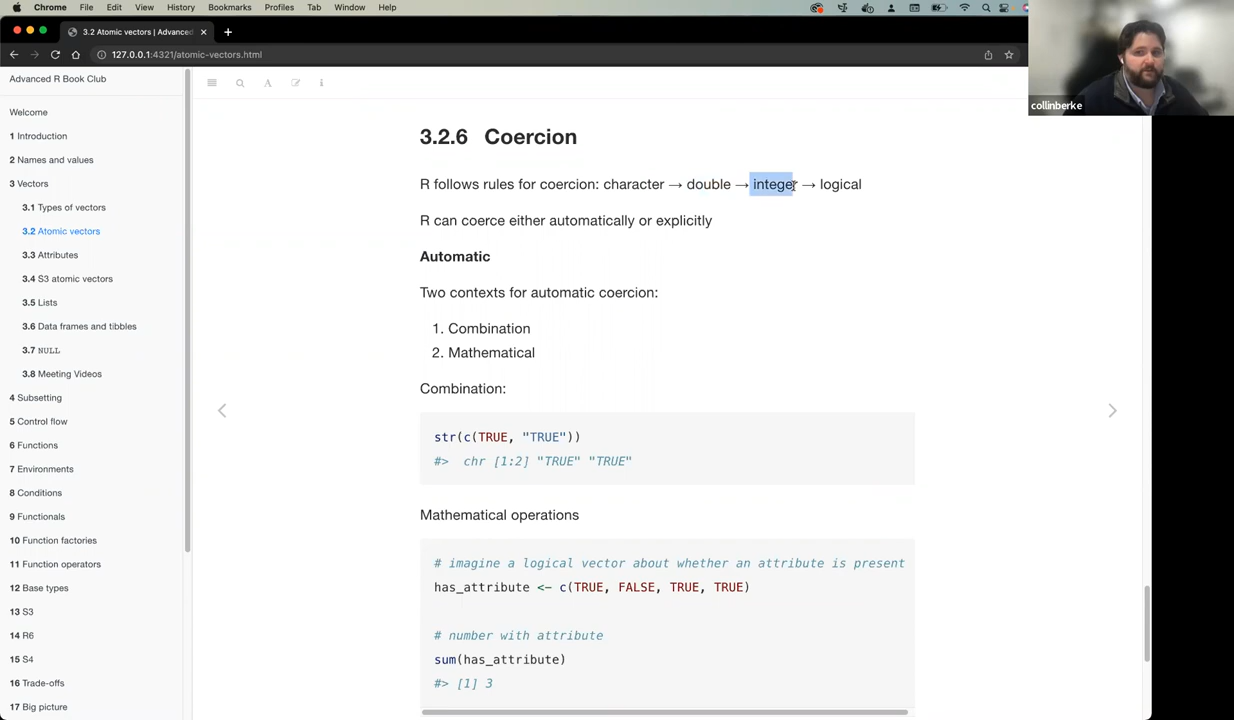 Chrome File Edit View History Bookmarks Profiles Tab Window Help
3.2 Atomic vectors | Advanced
127.0.0.1:4321/atomic-vectors.html
collinberke
Advanced R Book Club
Welcome
1 Introduction
2 Names and values
3 Vectors
3.1 Types of vectors
3.2 Atomic vectors
3.3 Attributes
3.4 S3 atomic vectors
3.5 Lists
3.6 Data frames and tibbles
3.7 NULL
3.8 Meeting Videos
4 Subsetting
5 Control flow
6 Functions
7 Environments
8 Conditions
9 Functionals
10 Function factories
11 Function operators
12 Base types
13 S3
14 R6
15 S4
16 Trade-offs
17 Big picture
3.2.6 Coercion
R follows rules for coercion: character → double → integer → logical
R can coerce either automatically or explicitly
Automatic
Two contexts for automatic coercion:
1. Combination
2. Mathematical
Combination:
str(c(TRUE, "TRUE"))
#>  chr [1:2] "TRUE" "TRUE"
Mathematical operations
# imagine a logical vector about whether an attribute is present
has_attribute <- c(TRUE, FALSE, TRUE, TRUE)
# number with attribute
sum(has_attribute)
#> [1] 3